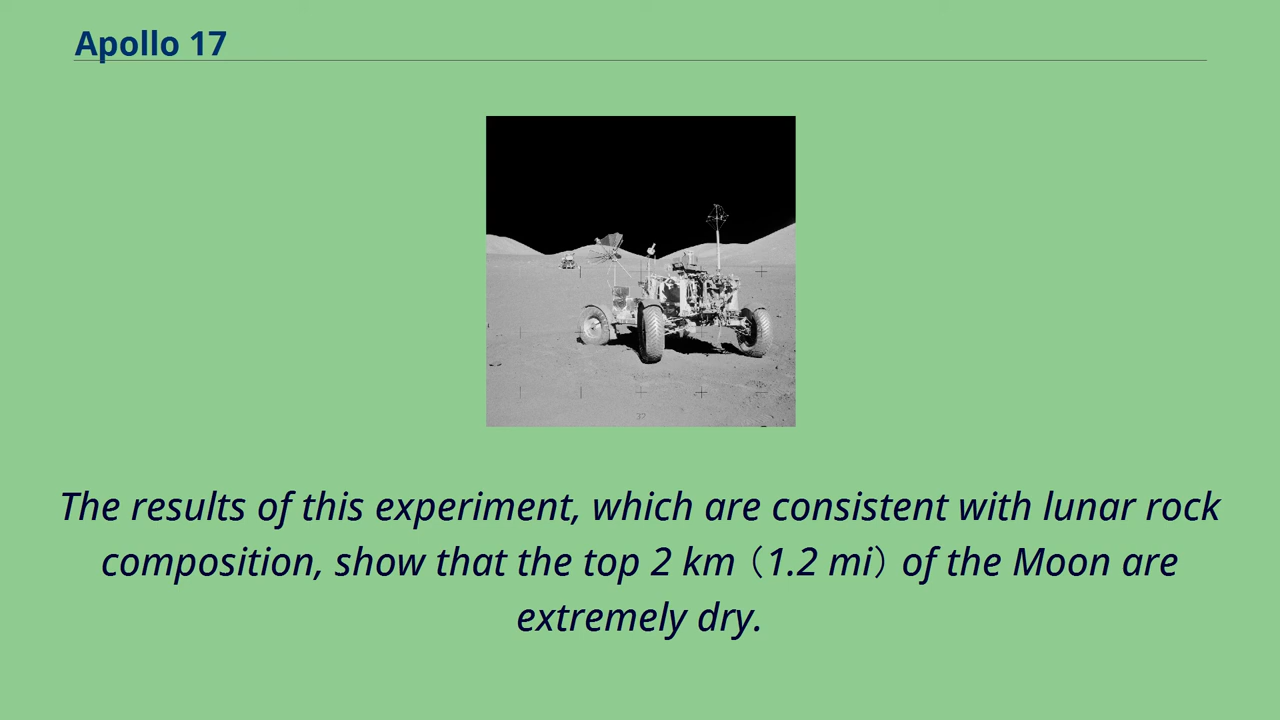 Apollo 17
The results of this experiment, which are consistent with lunar rock
composition, show that the top 2 km（1.2 mi）of the Moon are
extremely dry.